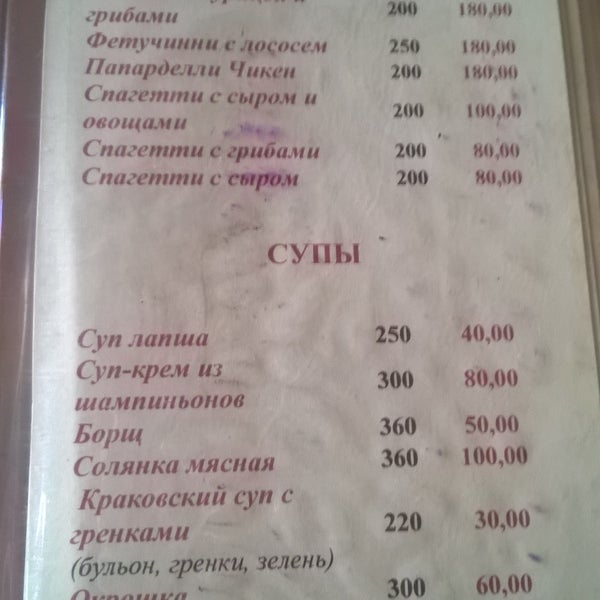 грибами 200 180,00
Фетучинни с лососем 250 180,00
Папарделли Чикен 200 180,00
Спагетти с сыром и
овощами 200 100,00
Спагетти с грибами 200 80,00
Спагетти с сыром 200 80,00
СУПЫ
Суп лапша 250 40,00
Суп-крем из
шампиньонов 300 80,00
Борщ 360 50,00
Солянка мясная 360 100,00
Краковский суп с
гренками 220 30,00
(бульон, гренки, зелень)
Окрошка 300 60,00